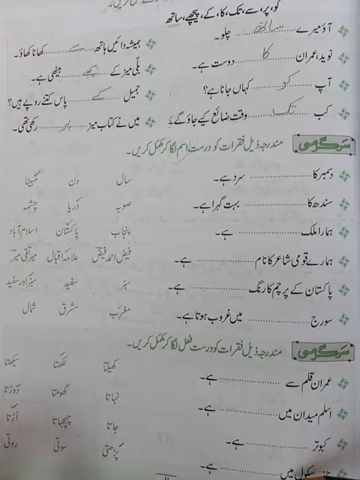 کو، پر، سے، تک، کا، کے، پیچھے، ساتھ
آؤ میرے ساتھ چلو۔
ہمیشہ دائیں ہاتھ سے کھانا کھاؤ۔
نوید، عمران کا دوست ہے۔
بلی میز کے پیچھے بیٹھی ہے۔
آپ کو کہاں جانا ہے؟
جمیل کے پاس کتنے روپے ہیں؟
کب تک وقت ضائع کیے جاؤ گے؟
میں نے کتاب میز پر رکھی تھی۔
سرگرمی مندرجہ ذیل فقرات کو درست اسم لگا کر مکمل کریں۔
دسمبر کا .......... سرد ہے۔ سال دن مہینا
سندھ کا .......... بہت گہرا ہے۔ صوبہ دریا چشمہ
ہمارا ملک .......... ہے۔ پنجاب پاکستان اسلام آباد
ہمارے قومی شاعر کا نام .......... ہے۔ فیض احمد فیض علامہ اقبال میر تقی میر
پاکستان کے پرچم کا رنگ .......... ہے۔ سبز سفید سبز اور سفید
سورج .......... میں غروب ہوتا ہے۔ مغرب مشرق شمال
سرگرمی مندرجہ ذیل فقرات کو درست فعل لگا کر مکمل کریں۔
عمران قلم سے .......... ہے۔ کھیلتا لکھتا سیکھتا
اسلم میدان میں .......... ہے۔ نہاتا گھومتا دوڑتا
کبوتر .......... ہے۔ جاتا چہچہاتا اُڑتا
سکول میں .......... ہے۔ پڑھتی سوتی روتی